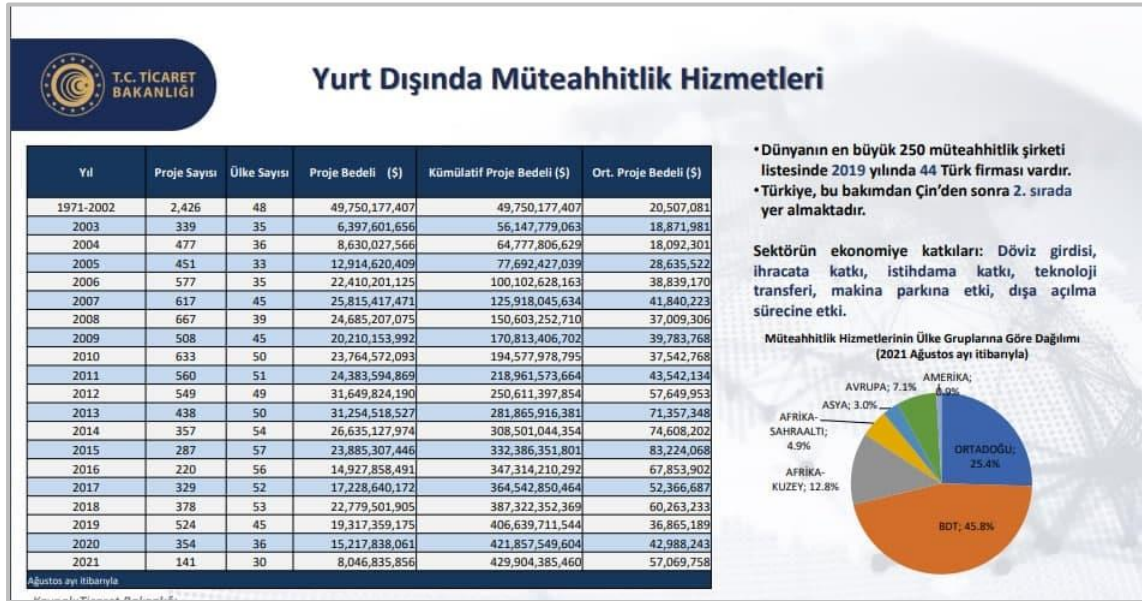 T.C. TİCARET
BAKANLIĞI
Yurt Dışında Müteahhitlik Hizmetleri
Yıl Proje Sayısı Ülke Sayısı Proje Bedeli ($) Kümülatif Proje Bedeli ($) Ort. Proje Bedeli ($)
1971-2002 2,426 48 49,750,177,407 49,750,177,407 20,507,081
2003 339 35 6,397,601,656 56,147,779,063 18,871,981
2004 477 36 8,630,027,566 64,777,806,629 18,092,301
2005 451 33 12,914,620,409 77,692,427,039 28,635,522
2006 577 35 22,410,201,125 100,102,628,163 38,839,170
2007 617 45 25,815,417,471 125,918,045,634 41,840,223
2008 667 39 24,685,207,075 150,603,252,710 37,009,306
2009 508 45 20,210,153,992 170,813,406,702 39,783,768
2010 633 50 23,764,572,093 194,577,978,795 37,542,768
2011 560 51 24,383,594,869 218,961,573,664 43,542,134
2012 549 49 31,649,824,190 250,611,397,854 57,649,953
2013 438 50 31,254,518,527 281,865,916,381 71,357,348
2014 357 54 26,635,127,974 308,501,044,354 74,608,202
2015 287 57 23,885,307,446 332,386,351,801 83,224,068
2016 220 56 14,927,858,491 347,314,210,292 67,853,902
2017 329 52 17,228,640,172 364,542,850,464 52,366,687
2018 378 53 22,779,501,905 387,322,352,369 60,263,233
2019 524 45 19,317,359,175 406,639,711,544 36,865,189
2020 354 36 15,217,838,061 421,857,549,604 42,988,243
2021 141 30 8,046,835,856 429,904,385,460 57,069,758
Ağustos ayı itibarıyla
• Dünyanın en büyük 250 müteahhitlik şirketi
listesinde 2019 yılında 44 Türk firması vardır.
• Türkiye, bu bakımdan Çin’den sonra 2. sırada
yer almaktadır.
Sektörün ekonomiye katkıları: Döviz girdisi,
ihracata katkı, istihdama katkı, teknoloji
transferi, makina parkına etki, dışa açılma
sürecine etki.
Müteahhitlik Hizmetlerinin Ülke Gruplarına Göre Dağılımı
(2021 Ağustos ayı itibarıyla)
AMERİKA;
0.9%
AVRUPA; 7.1%
ASYA; 3.0%
AFRİKA-
SAHRAALTI;
4.9%
AFRİKA-
KUZEY; 12.8%
ORTADOĞU;
25.4%
BDT; 45.8%